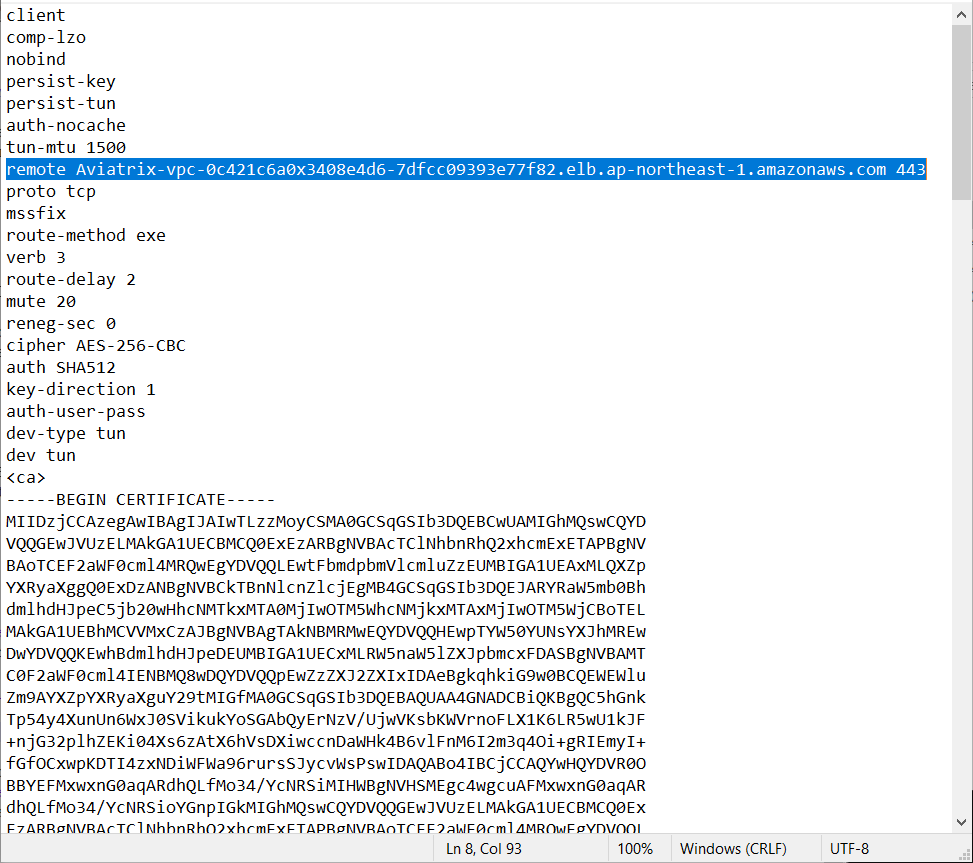 client
comp-lzo
nobind
persist-key
persist-tun
auth-nocache
tun-mtu 1500
remote Aviatrix-vpc-0c421c6a0x3408e4d6-7dfcc09393e77f82.elb.ap-northeast-1.amazonaws.com 443
proto tcp
mssfix
route-method exe
verb 3
route-delay 2
mute 20
reneg-sec 0
cipher AES-256-CBC
auth SHA512
key-direction 1
auth-user-pass
dev-type tun
dev tun
<ca>
-----BEGIN CERTIFICATE-----
MIIDzjCCAzegAwIBAgIJAIwTLzzMoyCSMA0GCSqGSIb3DQEBCwUAMIGhMQswCQYD
VQQGEwJVUzELMAkGA1UECBMCQ0ExEzARBgNVBAcTClNhbnRhQ2xhcmExETAPBgNV
BAoTCEF2aWF0cml4MRQwEgYDVQQLEwtFbmdpbmVlcmluZzEUMBIGA1UEAxMLQXZp
YXRyaXggQ0ExDzANBgNVBCkTBnNlcnZlcjEgMB4GCSqGSIb3DQEJARYRaW5mb0Bh
dmlhdHJpeC5jb20wHhcNMTkxMTA0MjIwOTM5WhcNMjkxMTAxMjIwOTM5WjCBoTEL
MAkGA1UEBhMCVVMxCzAJBgNVBAgTAkNBMRMwEQYDVQQHEwpTYW50YUNsYXJhMREw
DwYDVQQKEwhBdmlhdHJpeDEUMBIGA1UECxMLRW5naW5lZXJpbmcxFDASBgNVBAMT
C0F2aWF0cml4IENBMQ8wDQYDVQQpEwZzZXJ2ZXIxIDAeBgkqhkiG9w0BCQEWEWlu
Zm9AYXZpYXRyaXguY29tMIGfMA0GCSqGSIb3DQEBAQUAA4GNADCBiQKBgQC5hGnk
Tp54y4XunUn6WxJ0SVikukYoSGAbQyErNzV/UjwVKsbKWVrnoFLX1K6LR5wU1kJF
+njG32plhZEKi04Xs6zAtX6hVsDXiwccnDaWHk4B6vlFnM6I2m3q4Oi+gRIEmyI+
fGfOCxwpKDTI4zxNDiWFWa96rursSJycvWsPswIDAQABo4IBCjCCAQYwHQYDVR0O
BBYEFMxwxnG0aqARdhQLfMo34/YcNRSiMIHWBgNVHSMEgc4wgcuAFMxwxnG0aqAR
dhQLfMo34/YcNRSioYGnpIGkMIGhMQswCQYDVQQGEwJVUzELMAkGA1UECBMCQ0Ex
EzARBgNVBAcTClNhbnRhQ2xhcmExETAPBgNVBAoTCEF2aWF0cml4MRQwEgYDVQQL
Ln 8, Col 93
100%
Windows (CRLF)
UTF-8